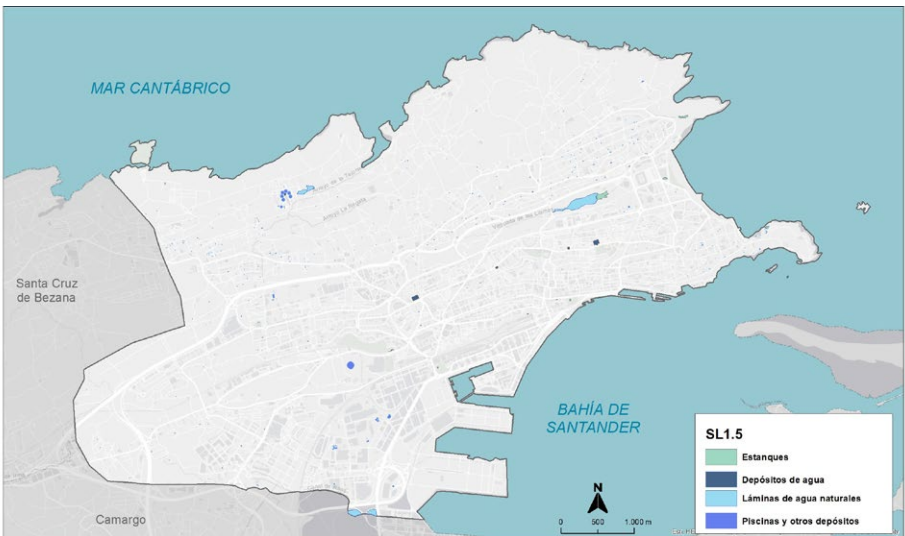 MAR CANTÁBRICO
Santa Cruz
de Bezana
BAHÍA DE
SANTANDER
Camargo
SL1.5
Estanques
Depósitos de agua
Láminas de agua naturales
Piscinas y otros depósitos
N
0 500 1.000 m